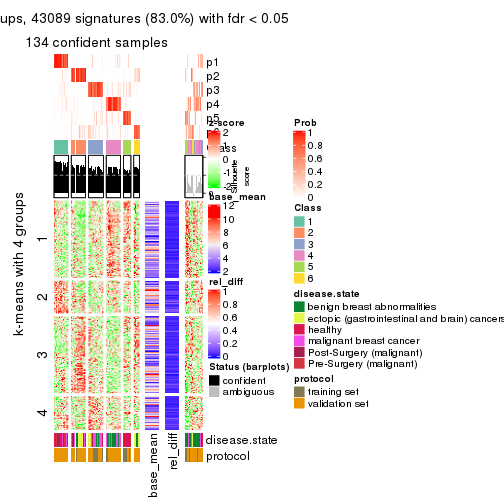 ups, 43089 signatures (83.0%) with fdr < 0.05
134 confident samples
p1
p2
p3
p4
p5
z-score
2
1
0
-1
-2
Silhouette
score
base_mean
12
10
8
6
4
2
rel_diff
1
0.8
0.6
0.4
0.2
0
Status (barplots)
confident
ambiguous
Prob
1
0.8
0.6
0.4
0.2
0
Class
1
2
3
4
5
6
disease.state
benign breast abnormalities
ectopic (gastrointestinal and brain) cancers
healthy
malignant breast cancer
Post-Surgery (malignant)
Pre-Surgery (malignant)
protocol
training set
validation set
k-means with 4 groups
1
2
3
4
disease.state
protocol
base_mean
rel_diff